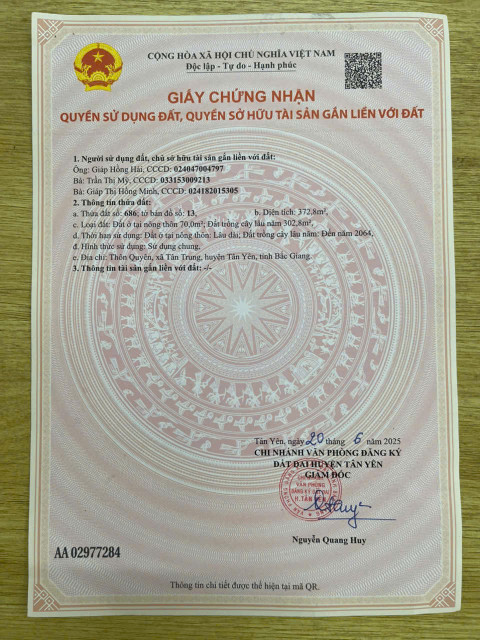 CỘNG HÒA XÃ HỘI CHỦ NGHĨA VIỆT NAM
Độc lập - Tự do - Hạnh phúc
GIẤY CHỨNG NHẬN
QUYỀN SỬ DỤNG ĐẤT, QUYỀN SỞ HỮU TÀI SẢN GẮN LIỀN VỚI ĐẤT
1. Người sử dụng đất, chủ sở hữu tài sản gắn liền với đất:
Ông: Giáp Hồng Hải, CCCD: 024047004797
Bà: Trần Thị Mỹ, CCCD: 033153009213
Bà: Giáp Thị Hồng Minh, CCCD: 024182015305
2. Thông tin thửa đất:
a. Thửa đất số: 686; tờ bản đồ số: 13, b. Diện tích: 372,8m²,
c. Loại đất: Đất ở tại nông thôn 70,0m²; Đất trồng cây lâu năm 302,8m²,
d. Thời hạn sử dụng: Đất ở tại nông thôn: Lâu dài; Đất trồng cây lâu năm: Đến năm 2064,
đ. Hình thức sử dụng: Sử dụng chung,
e. Địa chỉ: Thôn Quyên, xã Tân Trung, huyện Tân Yên, tỉnh Bắc Giang.
3. Thông tin tài sản gắn liền với đất: -/-
Tân Yên, ngày 20 tháng 6 năm 2025
CHI NHÁNH VĂN PHÒNG ĐĂNG KÝ
ĐẤT ĐAI HUYỆN TÂN YÊN
GIÁM ĐỐC
VĂN PHÒNG
ĐĂNG KÝ ĐẤT ĐAI
H. TÂN YÊN
Nguyễn Quang Huy
AA 02977284
Thông tin chi tiết được thể hiện tại mã QR.